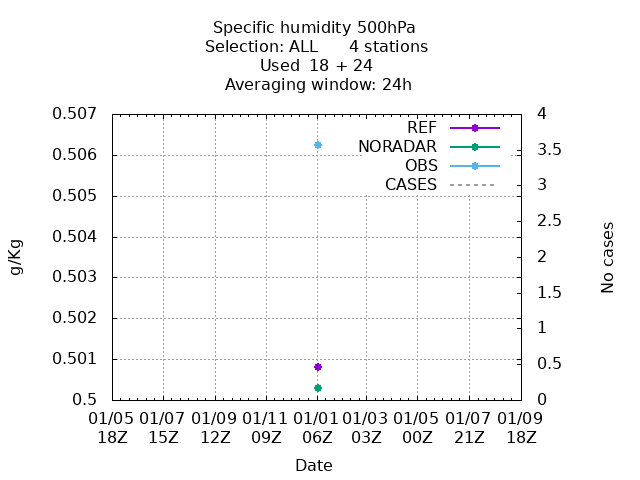 Specific humidity 500hPa
Selection: ALL      4 stations
Used  18 + 24
Averaging window: 24h
0.507
0.506
0.505
0.504
0.503
0.502
0.501
0.5
4
3.5
3
2.5
2
1.5
1
0.5
0
REF
NORADAR
OBS
CASES
g/Kg
No cases
01/05 01/07 01/09 01/11 01/01 01/03 01/05 01/07 01/09
18Z 15Z 12Z 09Z 06Z 03Z 00Z 21Z 18Z
Date